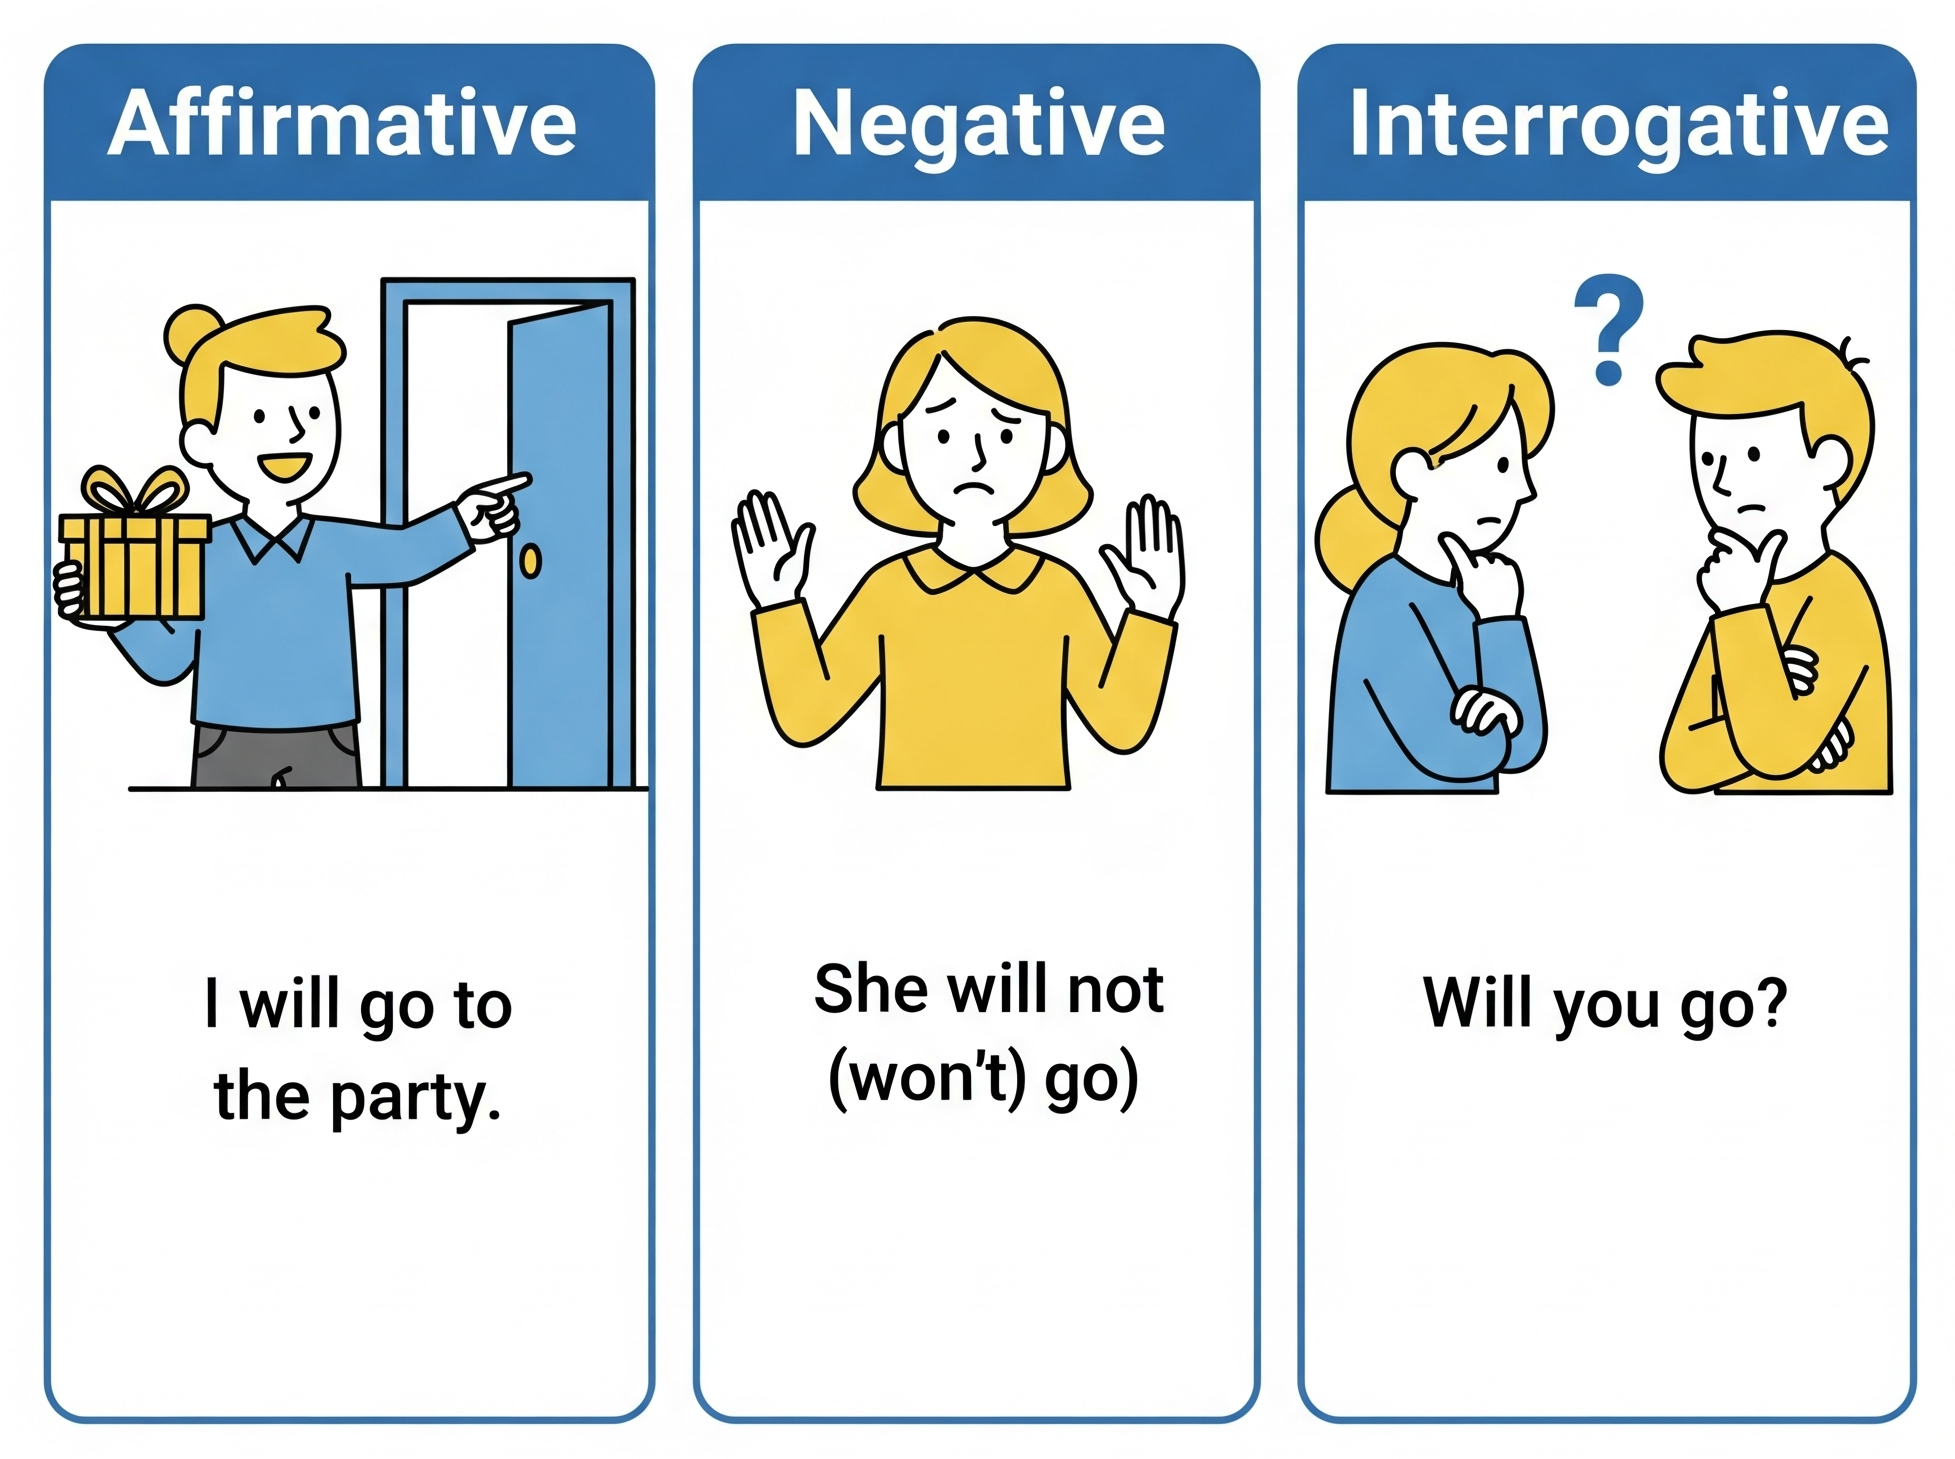 Affirmative
I will go to
the party.
Negative
She will not
(won't) go)
Interrogative
?
Will you go?